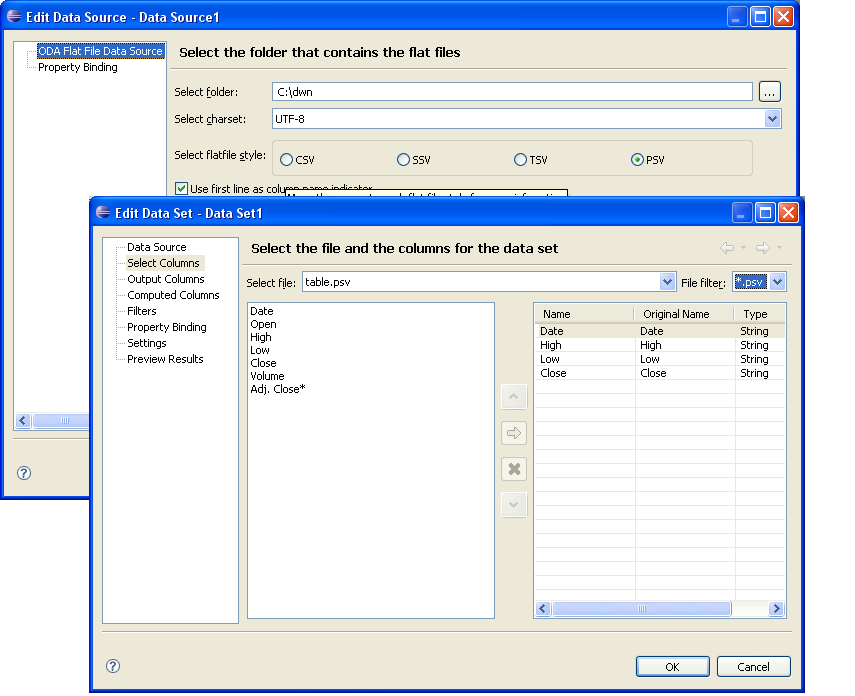 Edit Data Source - Data Source1
ODA Flat File Data Source
Property Binding
Select the folder that contains the flat files
Select folder:
C:\dwn
...
Select charset:
UTF-8
Select flatfile style:
CSV
SSV
TSV
PSV
Use first line as column name indicator
Edit Data Set - Data Set1
Data Source
Select Columns
Output Columns
Computed Columns
Filters
Property Binding
Settings
Preview Results
Select the file and the columns for the data set
Select file:
table.psv
File filter:
*.psv
Date
Open
High
Low
Close
Volume
Adj. Close*
Name Original Name Type
Date Date String
High High String
Low Low String
Close Close String
?
?
OK
Cancel